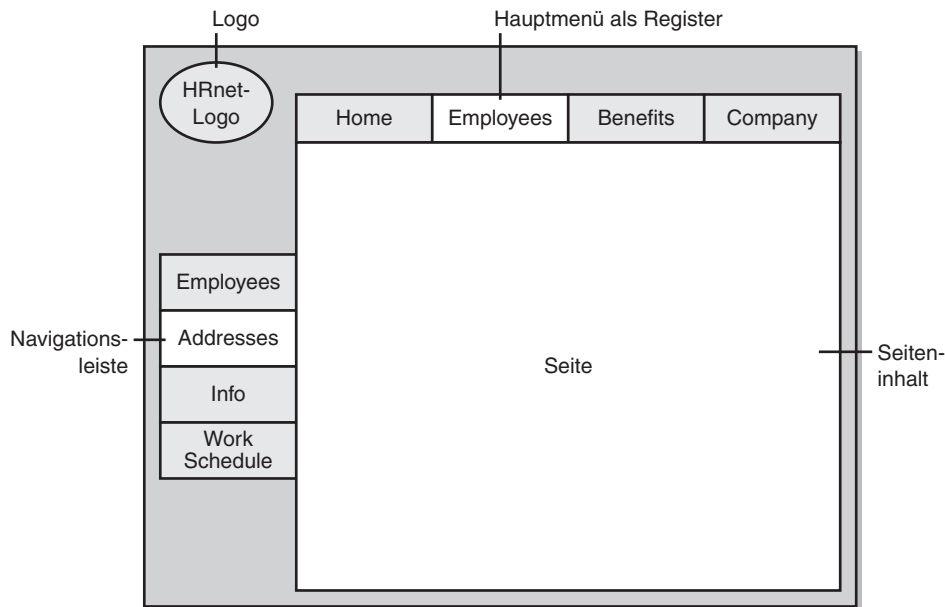 Logo
Hauptmenü als Register
HRnet-
Logo
Home
Employees
Benefits
Company
Employees
Addresses
Info
Work
Schedule
Navigations-
leiste
Seite
Seiten-
inhalt